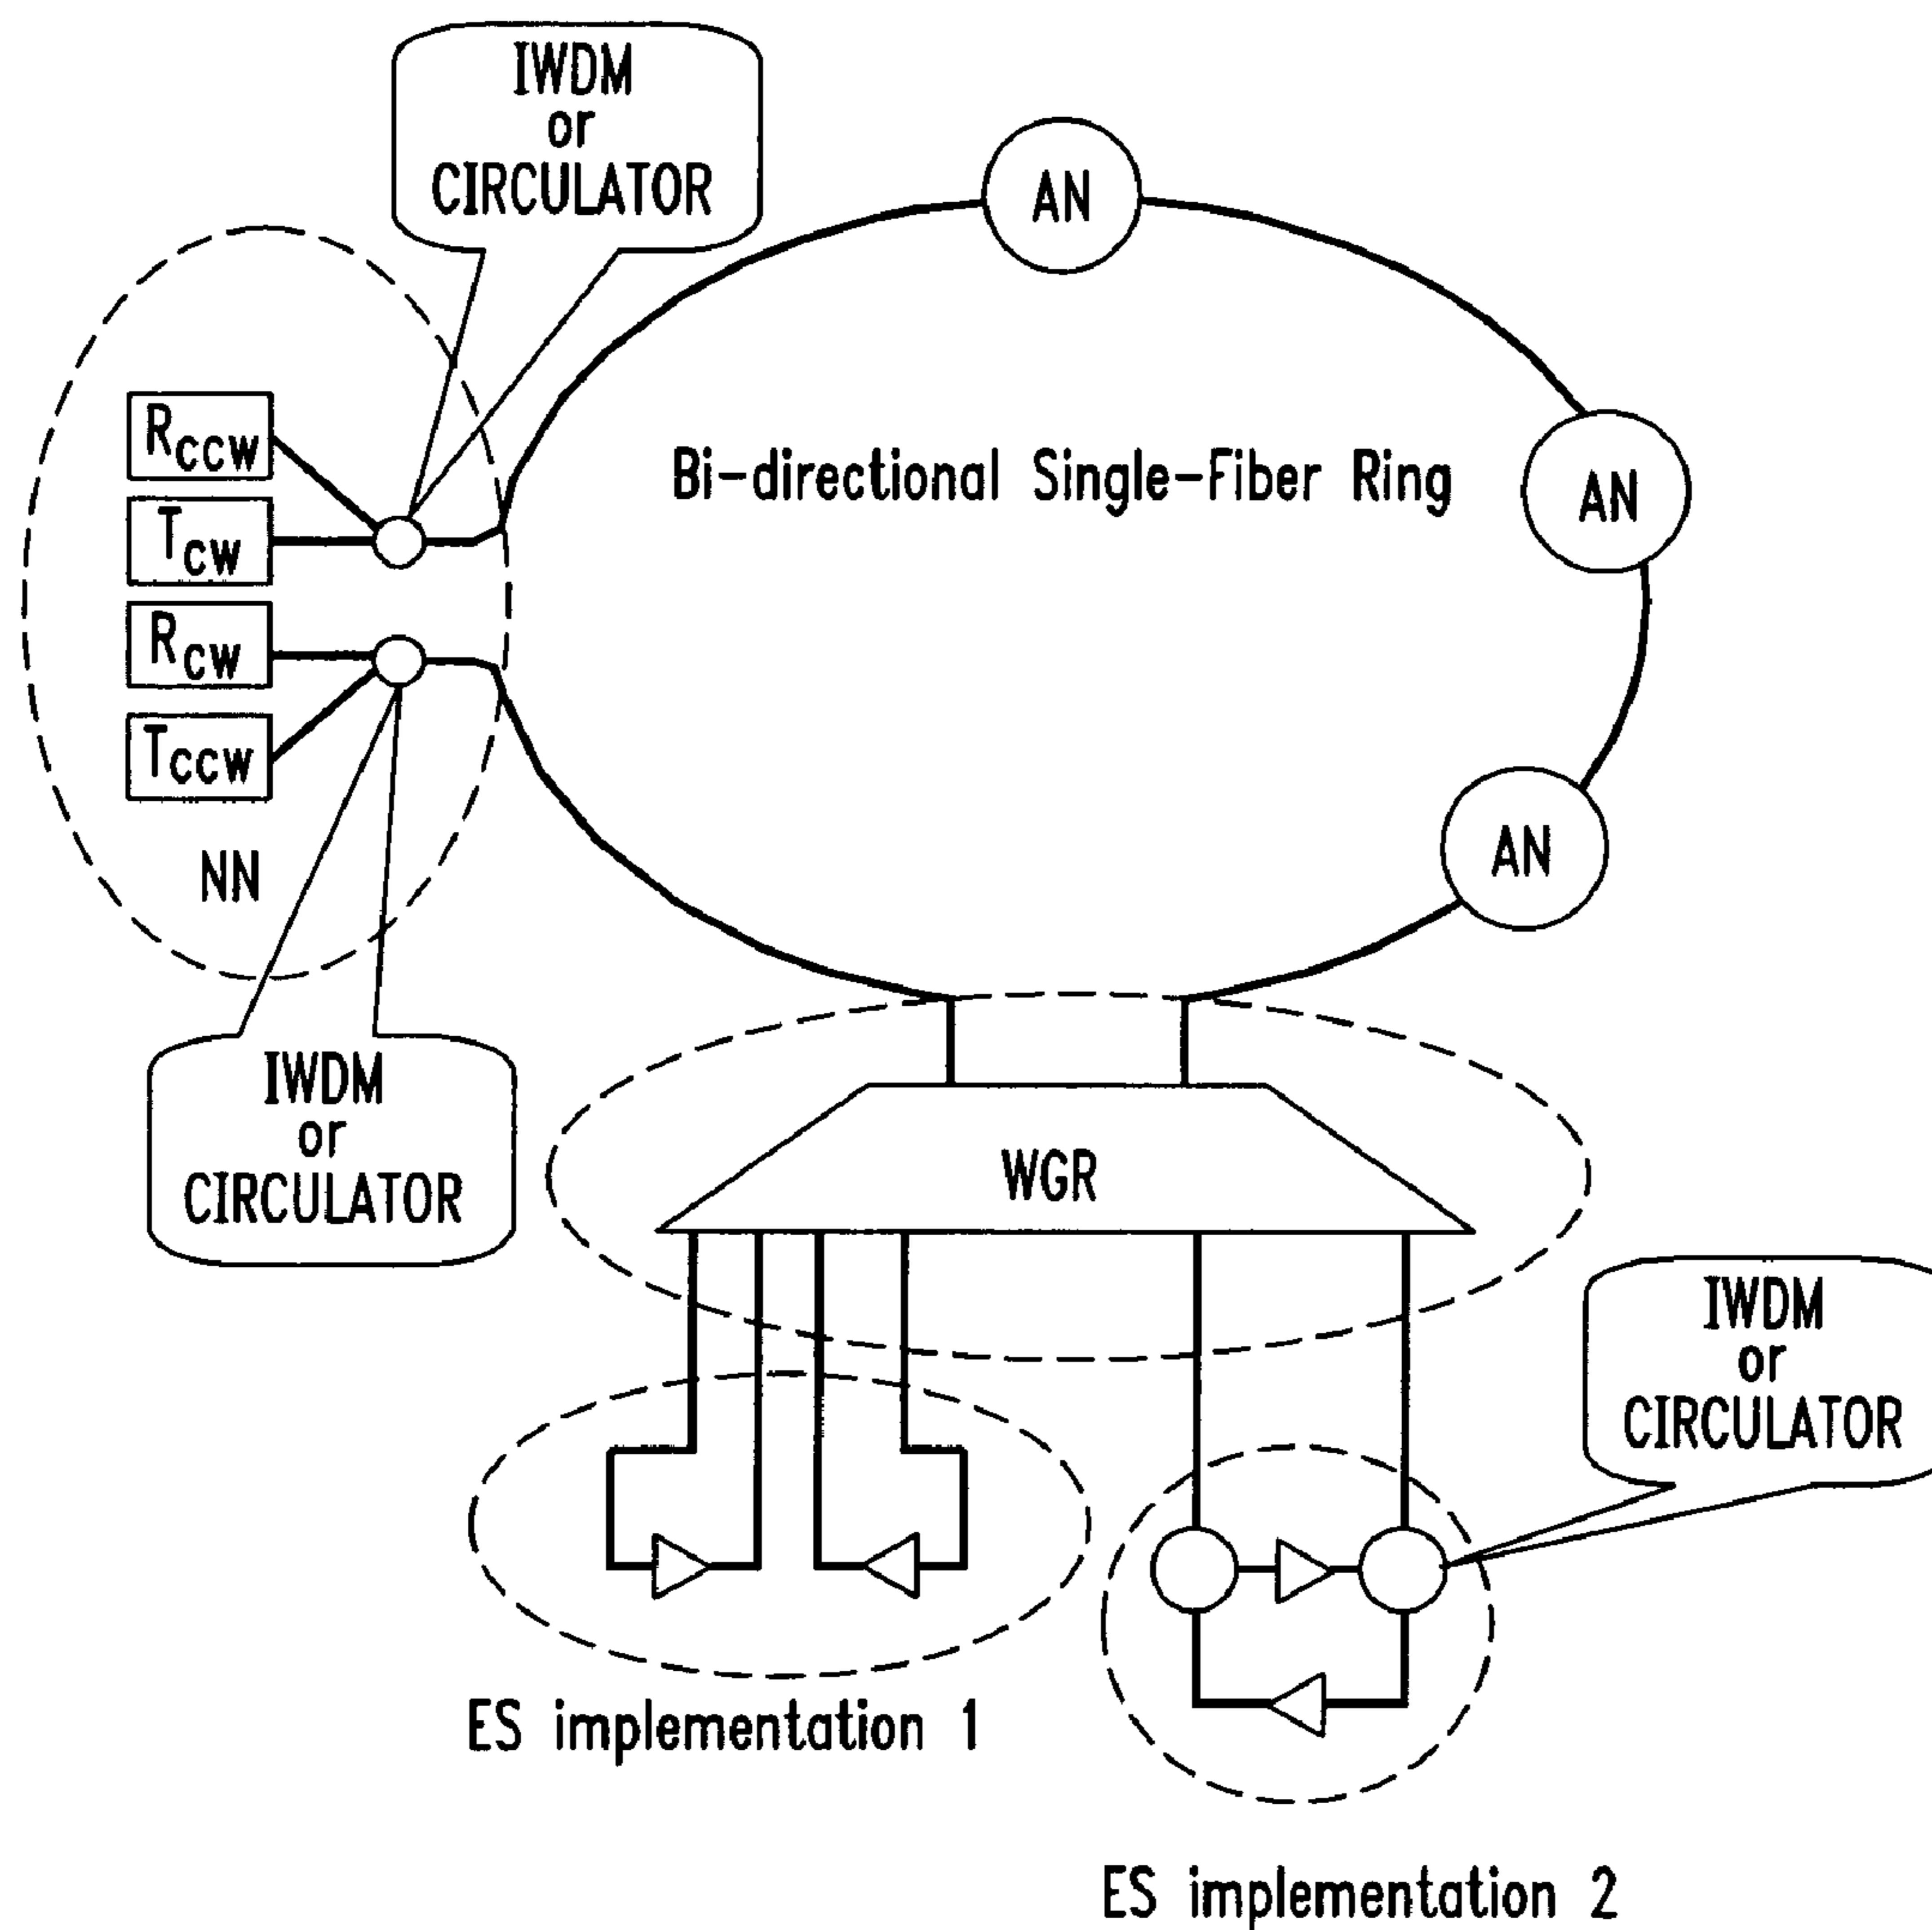 IWDM
or
CIRCULATOR
AN
AN
Bi-directional Single-Fiber Ring
RCCW
TCW
RCW
TCCW
AN
NN
IWDM
or
CIRCULATOR
WGR
IWDM
or
CIRCULATOR
ES implementation 1
ES implementation 2